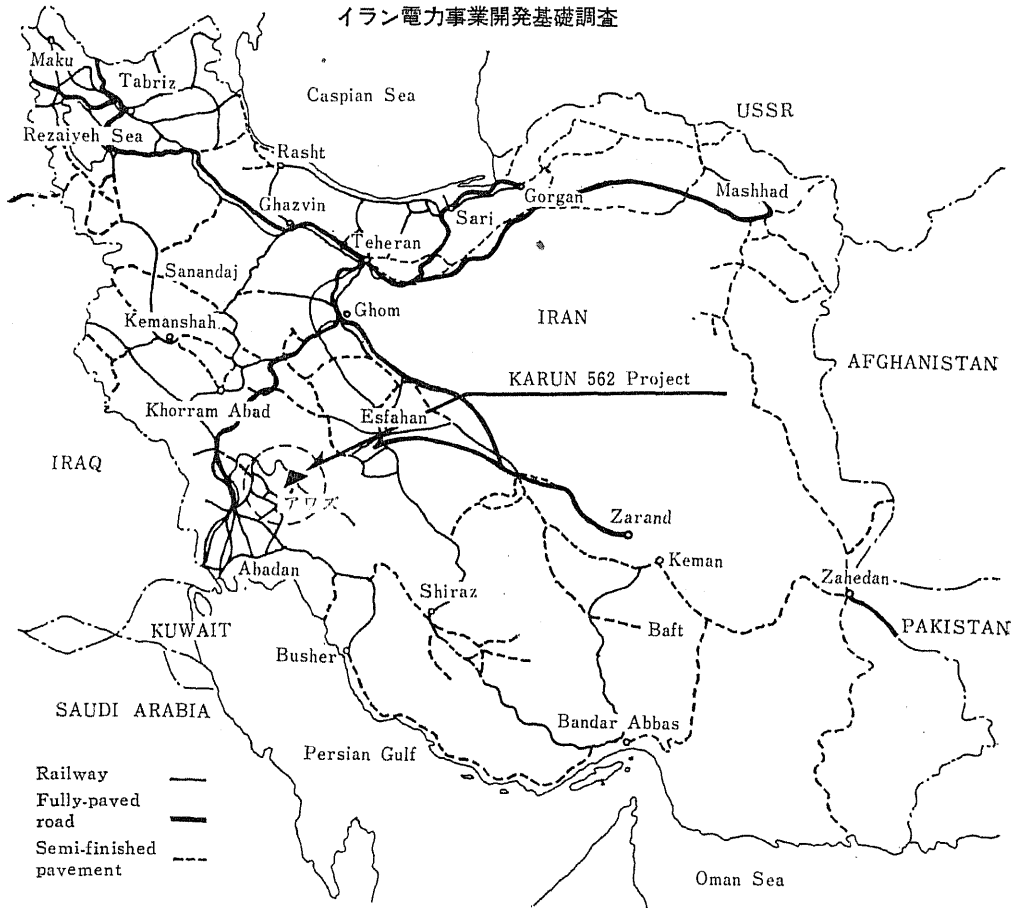 イラン電力事業開発基礎調査
Maku
Tabriz
Caspian Sea
USSR
Rezaiyeh Sea
Rasht
Mashhad
Gorgan
Ghazvin
Sari
Teheran
Sanandaj
Ghom
IRAN
Kemanshah
AFGHANISTAN
KARUN 562 Project
Khorram Abad
Esfahan
IRAQ
アワズ
Zarand
Keman
Abadan
Zahedan
Shiraz
KUWAIT
Baft
PAKISTAN
Busher
SAUDI ARABIA
Bandar Abbas
Persian Gulf
Railway
Fully-paved
road
Semi-finished
pavement
Oman Sea